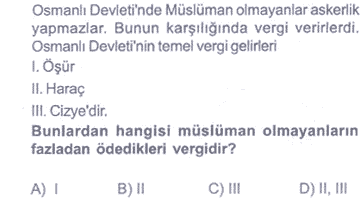 Osmanlı Devleti'nde Müslüman olmayanlar askerlik
yapmazlar. Bunun karşılığında vergi verirlerdi.
Osmanlı Devleti'nin temel vergi gelirleri
I. Öşür
II. Haraç
III. Cizye'dir.
Bunlardan hangisi müslüman olmayanların
fazladan ödedikleri vergidir?
A) I B) II C) III D) II, III